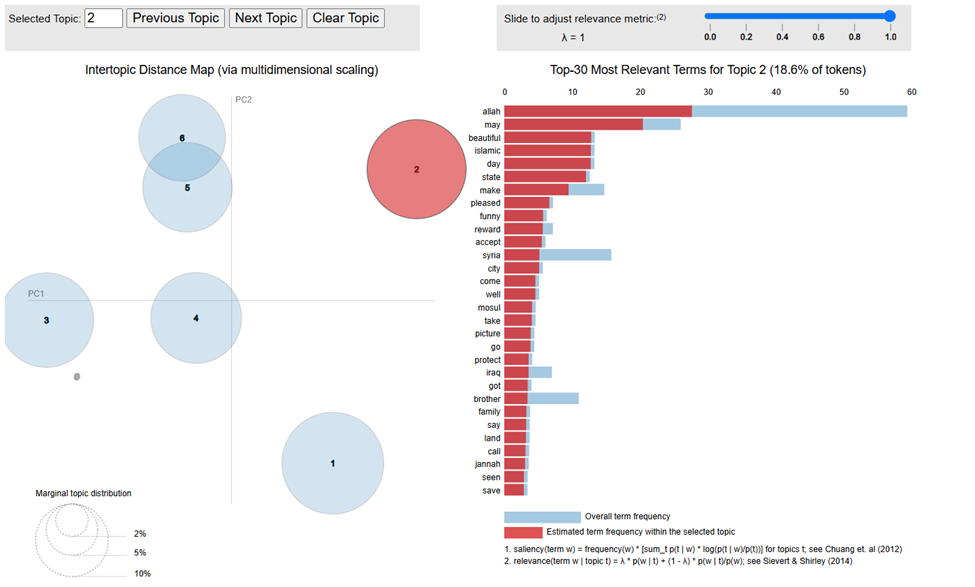 Selected Topic: 2 Previous Topic Next Topic Clear Topic
Slide to adjust relevance metric:(2)
λ = 1
0.0 0.2 0.4 0.6 0.8 1.0
Intertopic Distance Map (via multidimensional scaling)
PC2
PC1
6
5
2
3
4
1
Marginal topic distribution
2%
5%
10%
Top-30 Most Relevant Terms for Topic 2 (18.6% of tokens)
0 10 20 30 40 50 60
allah
may
beautiful
islamic
day
state
make
pleased
funny
reward
accept
syria
city
come
well
mosul
take
picture
go
protect
iraq
got
brother
family
say
land
call
jannah
seen
save
Overall term frequency
Estimated term frequency within the selected topic
1. saliency(term w) = frequency(w) * [sum_t p(t | w) * log(p(t | w)/p(t))] for topics t; see Chuang et. al (2012)
2. relevance(term w | topic t) = λ * p(w | t) + (1 - λ) * p(w | t)/p(w); see Sievert & Shirley (2014)